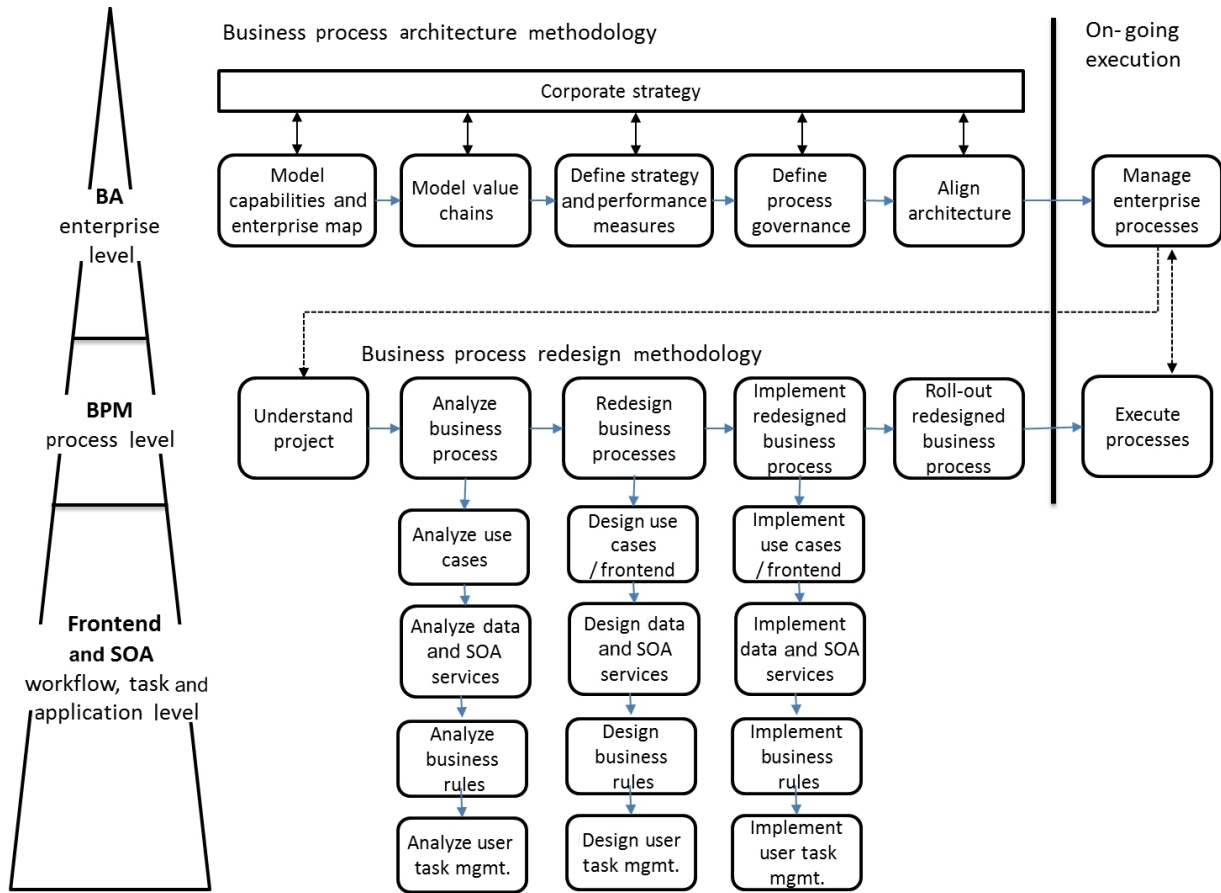 Business process architecture methodology
On-going
execution
Corporate strategy
Model
capabilities and
enterprise map
Model value
chains
Define strategy
and performance
measures
Define
process
governance
Align
architecture
Manage
enterprise
processes
BA
enterprise
level
Business process redesign methodology
BPM
process level
Understand
project
Analyze
business
process
Redesign
business
processes
Implement
redesigned
business
process
Roll-out
redesigned
business
process
Execute
processes
Analyze use
cases
Design use
cases
/frontend
Implement
use cases
/frontend
Frontend
and SOA
workflow, task and
application level
Analyze data
and SOA
services
Design data
and SOA
services
Implement
data and SOA
services
Analyze
business
rules
Design
business
rules
Implement
business
rules
Analyze user
task mgmt.
Design user
task mgmt.
Implement
user task
mgmt.